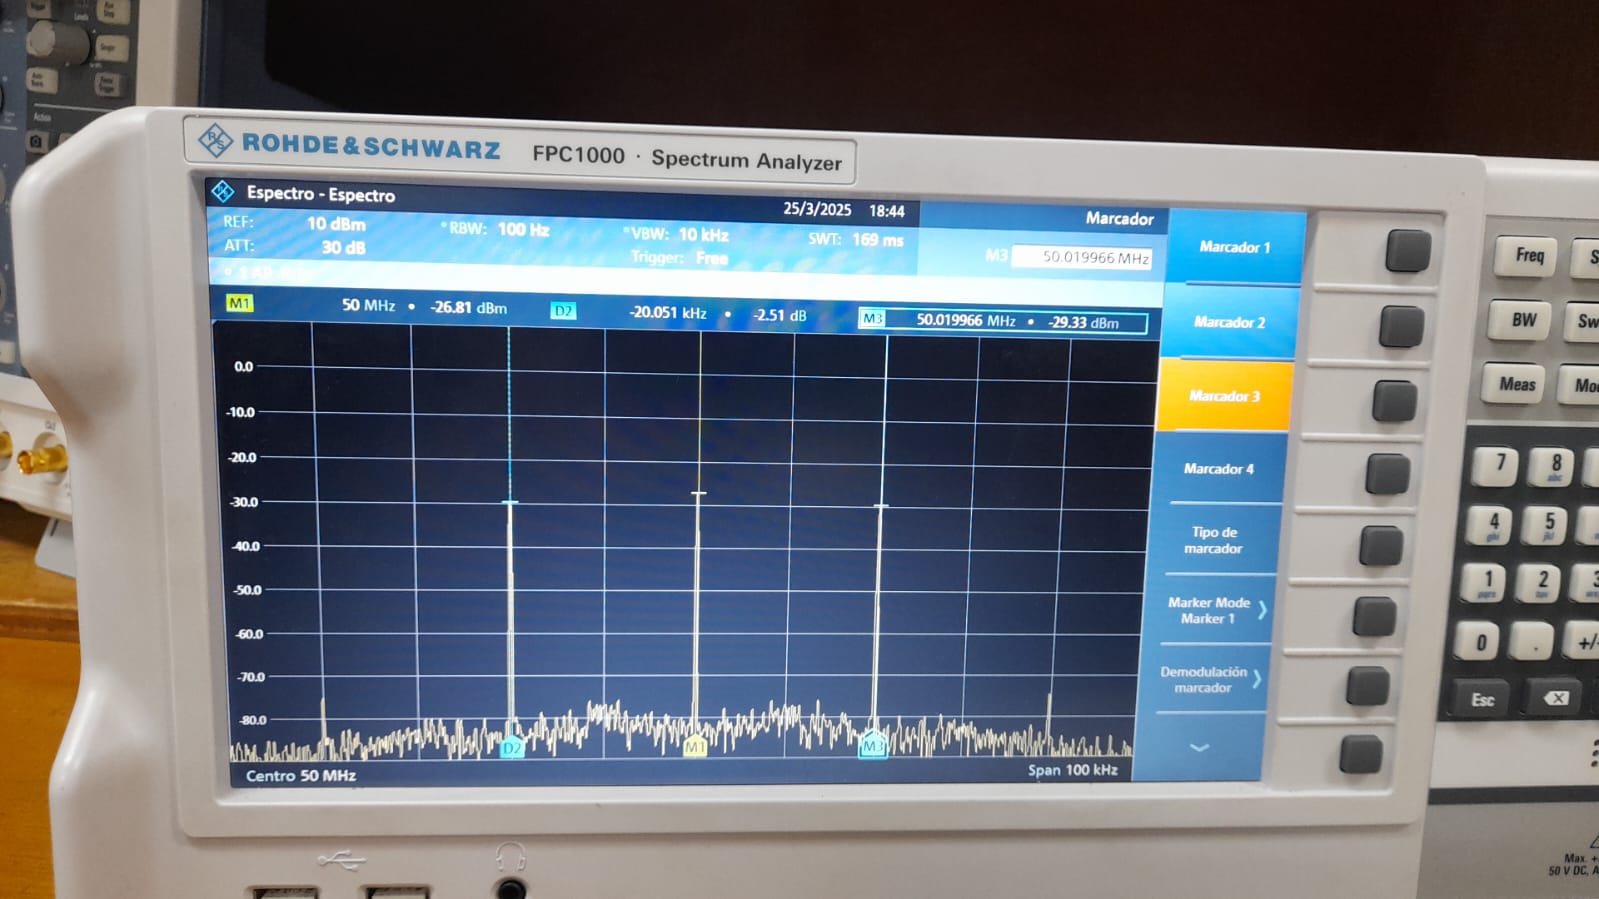 ROHDE & SCHWARZ FPC1000 · Spectrum Analyzer
Espectro - Espectro
25/3/2025 18:44
Marcador
REF: 10 dBm
RBW: 100 Hz
VBW: 10 kHz
SWT: 169 ms
ATT: 30 dB
Trigger: Free
M3 50.019966 MHz
M1 50 MHz • -26.81 dBm D2 -20.051 kHz • -2.51 dB M3 50.019966 MHz • -29.33 dBm
0.0
-10.0
-20.0
-30.0
-40.0
-50.0
-60.0
-70.0
-80.0
D2 M1 M3
Centro 50 MHz Span 100 kHz
Marcador 1
Marcador 2
Marcador 3
Marcador 4
Tipo de
marcador
Marker Mode
Marker 1
Demodulación
marcador
Freq
BW
Meas
7 8 abc
4 5
1 2
0 . +/-
Esc
Max.
50 V DC,